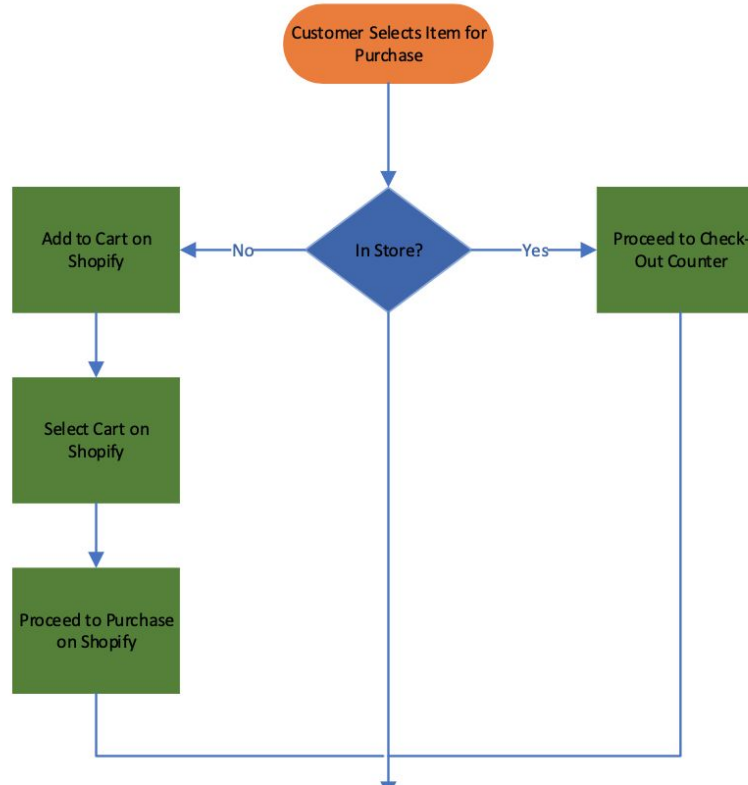 Customer Selects Item for
Purchase
Add to Cart on
Shopify
No
In Store?
Yes
Proceed to Check-
Out Counter
Select Cart on
Shopify
Proceed to Purchase
on Shopify